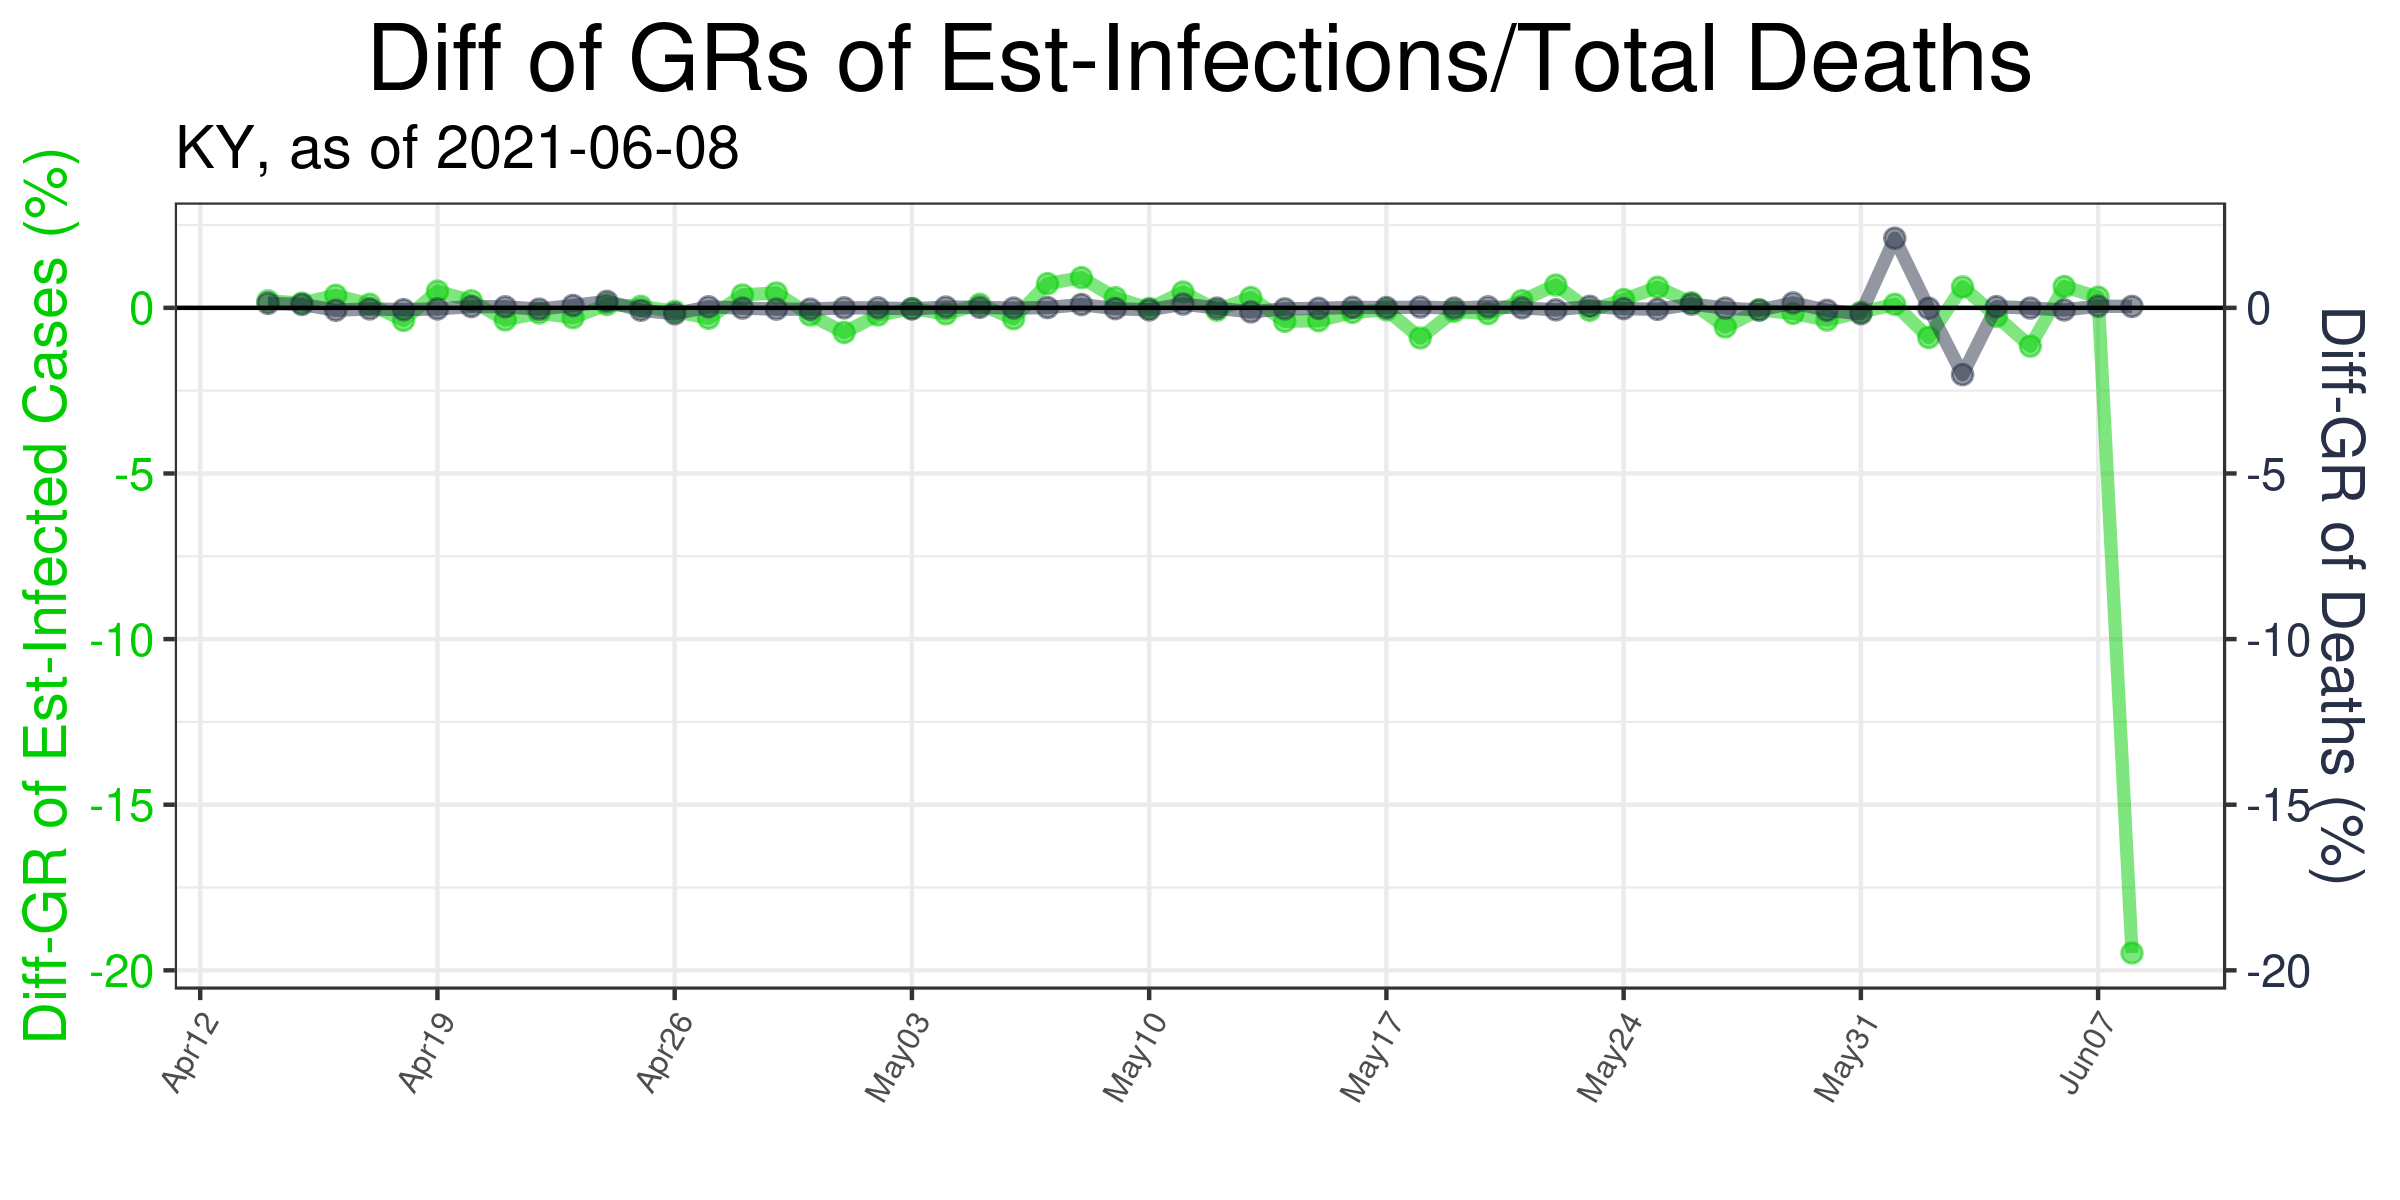 Diff of GRs of Est-Infections/Total Deaths
KY, as of 2021-06-08
Diff-GR of Est-Infected Cases (%)
0
-5
-10
-15
-20
0
-5
-10
-15
-20
Diff-GR of Deaths (%)
Apr12
Apr19
Apr26
May03
May10
May17
May24
May31
Jun07